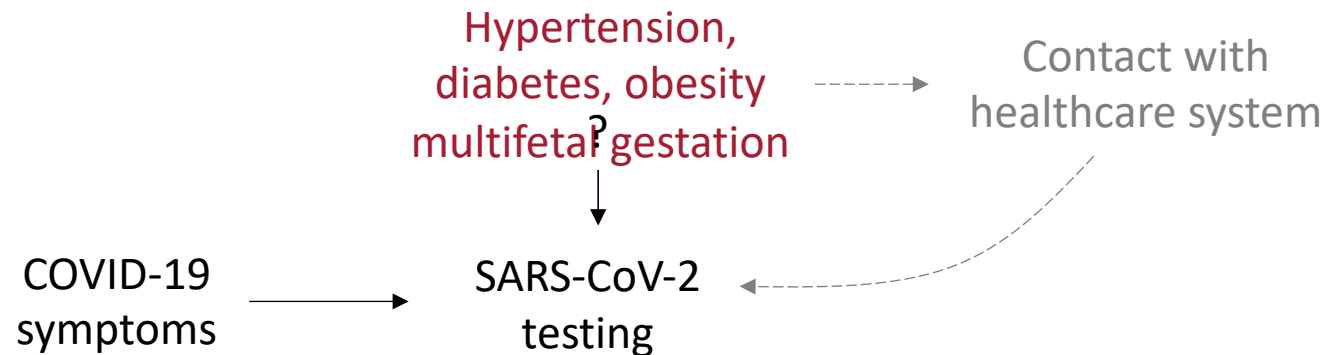 Hypertension,
diabetes, obesity
?
multifetal gestation
Contact with
healthcare system
COVID-19
symptoms
SARS-CoV-2
testing